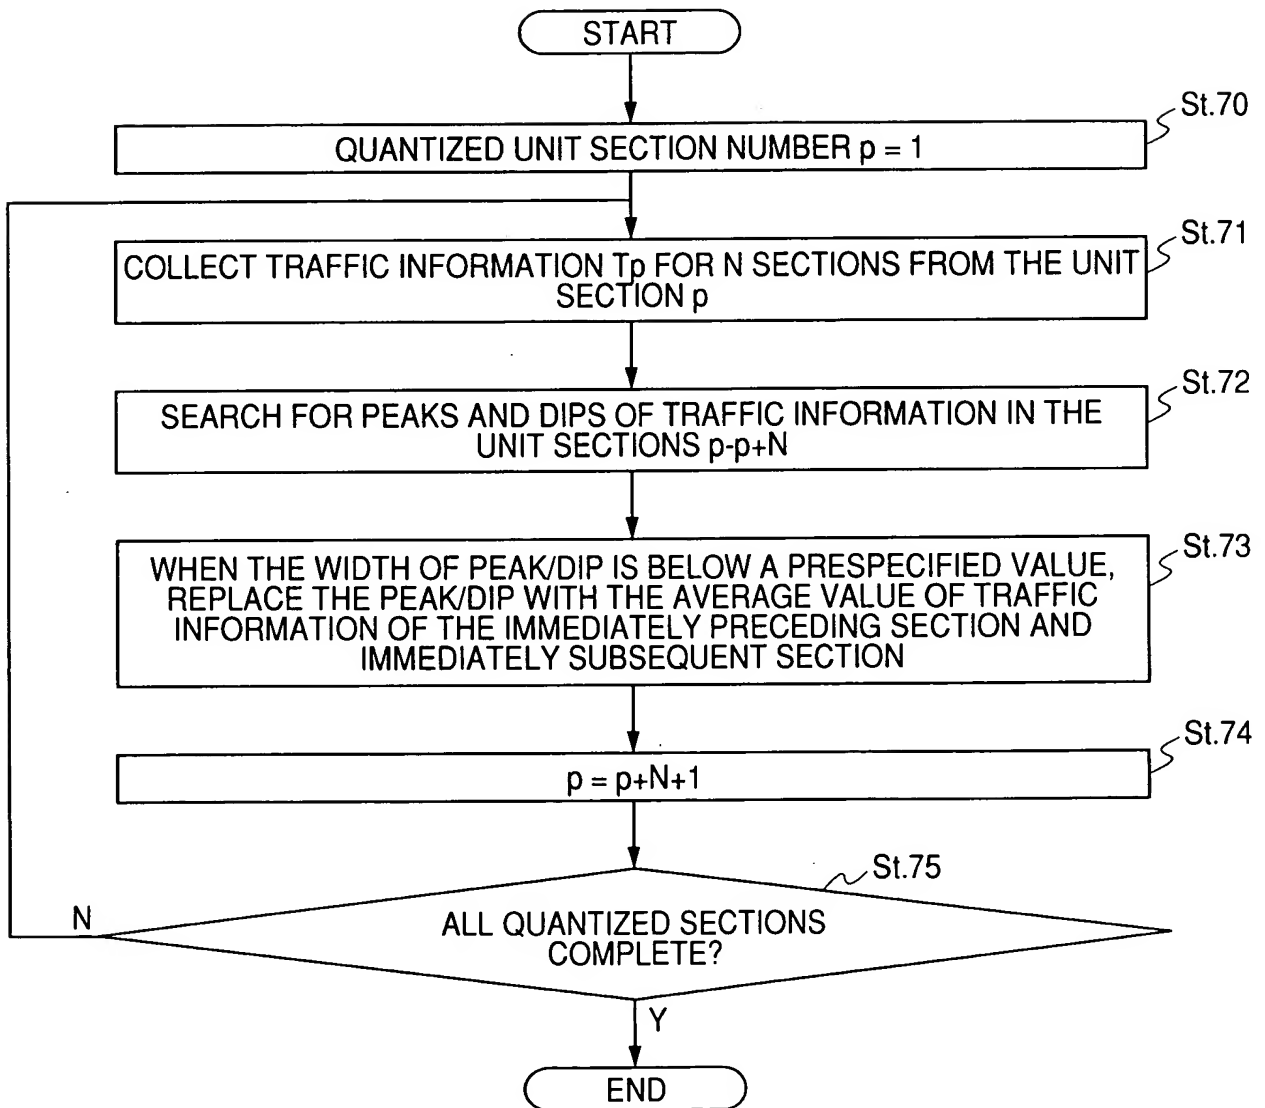 START
St.70
QUANTIZED UNIT SECTION NUMBER p = 1
St.71
COLLECT TRAFFIC INFORMATION Tp FOR N SECTIONS FROM THE UNIT
SECTION p
St.72
SEARCH FOR PEAKS AND DIPS OF TRAFFIC INFORMATION IN THE
UNIT SECTIONS p-p+N
St.73
WHEN THE WIDTH OF PEAK/DIP IS BELOW A PRESPECIFIED VALUE,
REPLACE THE PEAK/DIP WITH THE AVERAGE VALUE OF TRAFFIC
INFORMATION OF THE IMMEDIATELY PRECEDING SECTION AND
IMMEDIATELY SUBSEQUENT SECTION
St.74
p = p+N+1
St.75
N
ALL QUANTIZED SECTIONS
COMPLETE?
Y
END